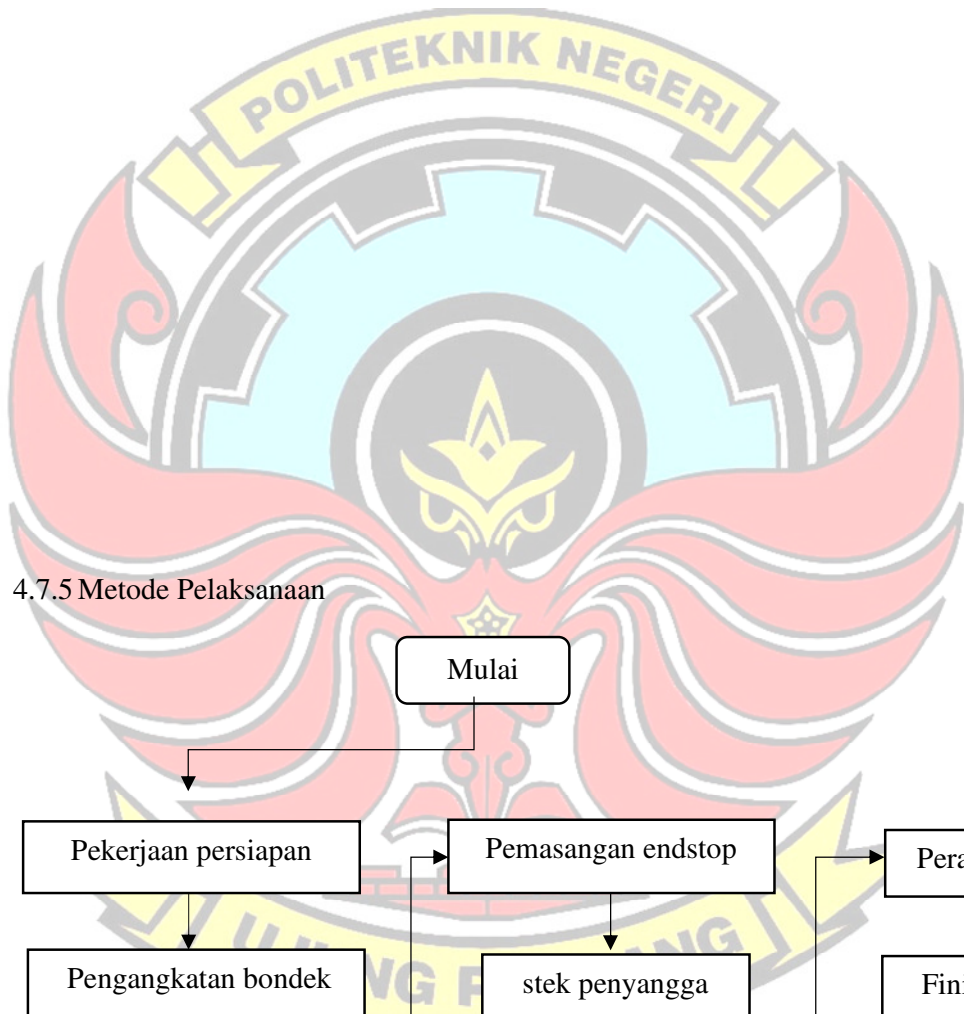 POLITEKNIK NEGERI
4.7.5 Metode Pelaksanaan
Mulai
Pekerjaan persiapan
Pemasangan endstop
Pengangkatan bondek
stek penyangga